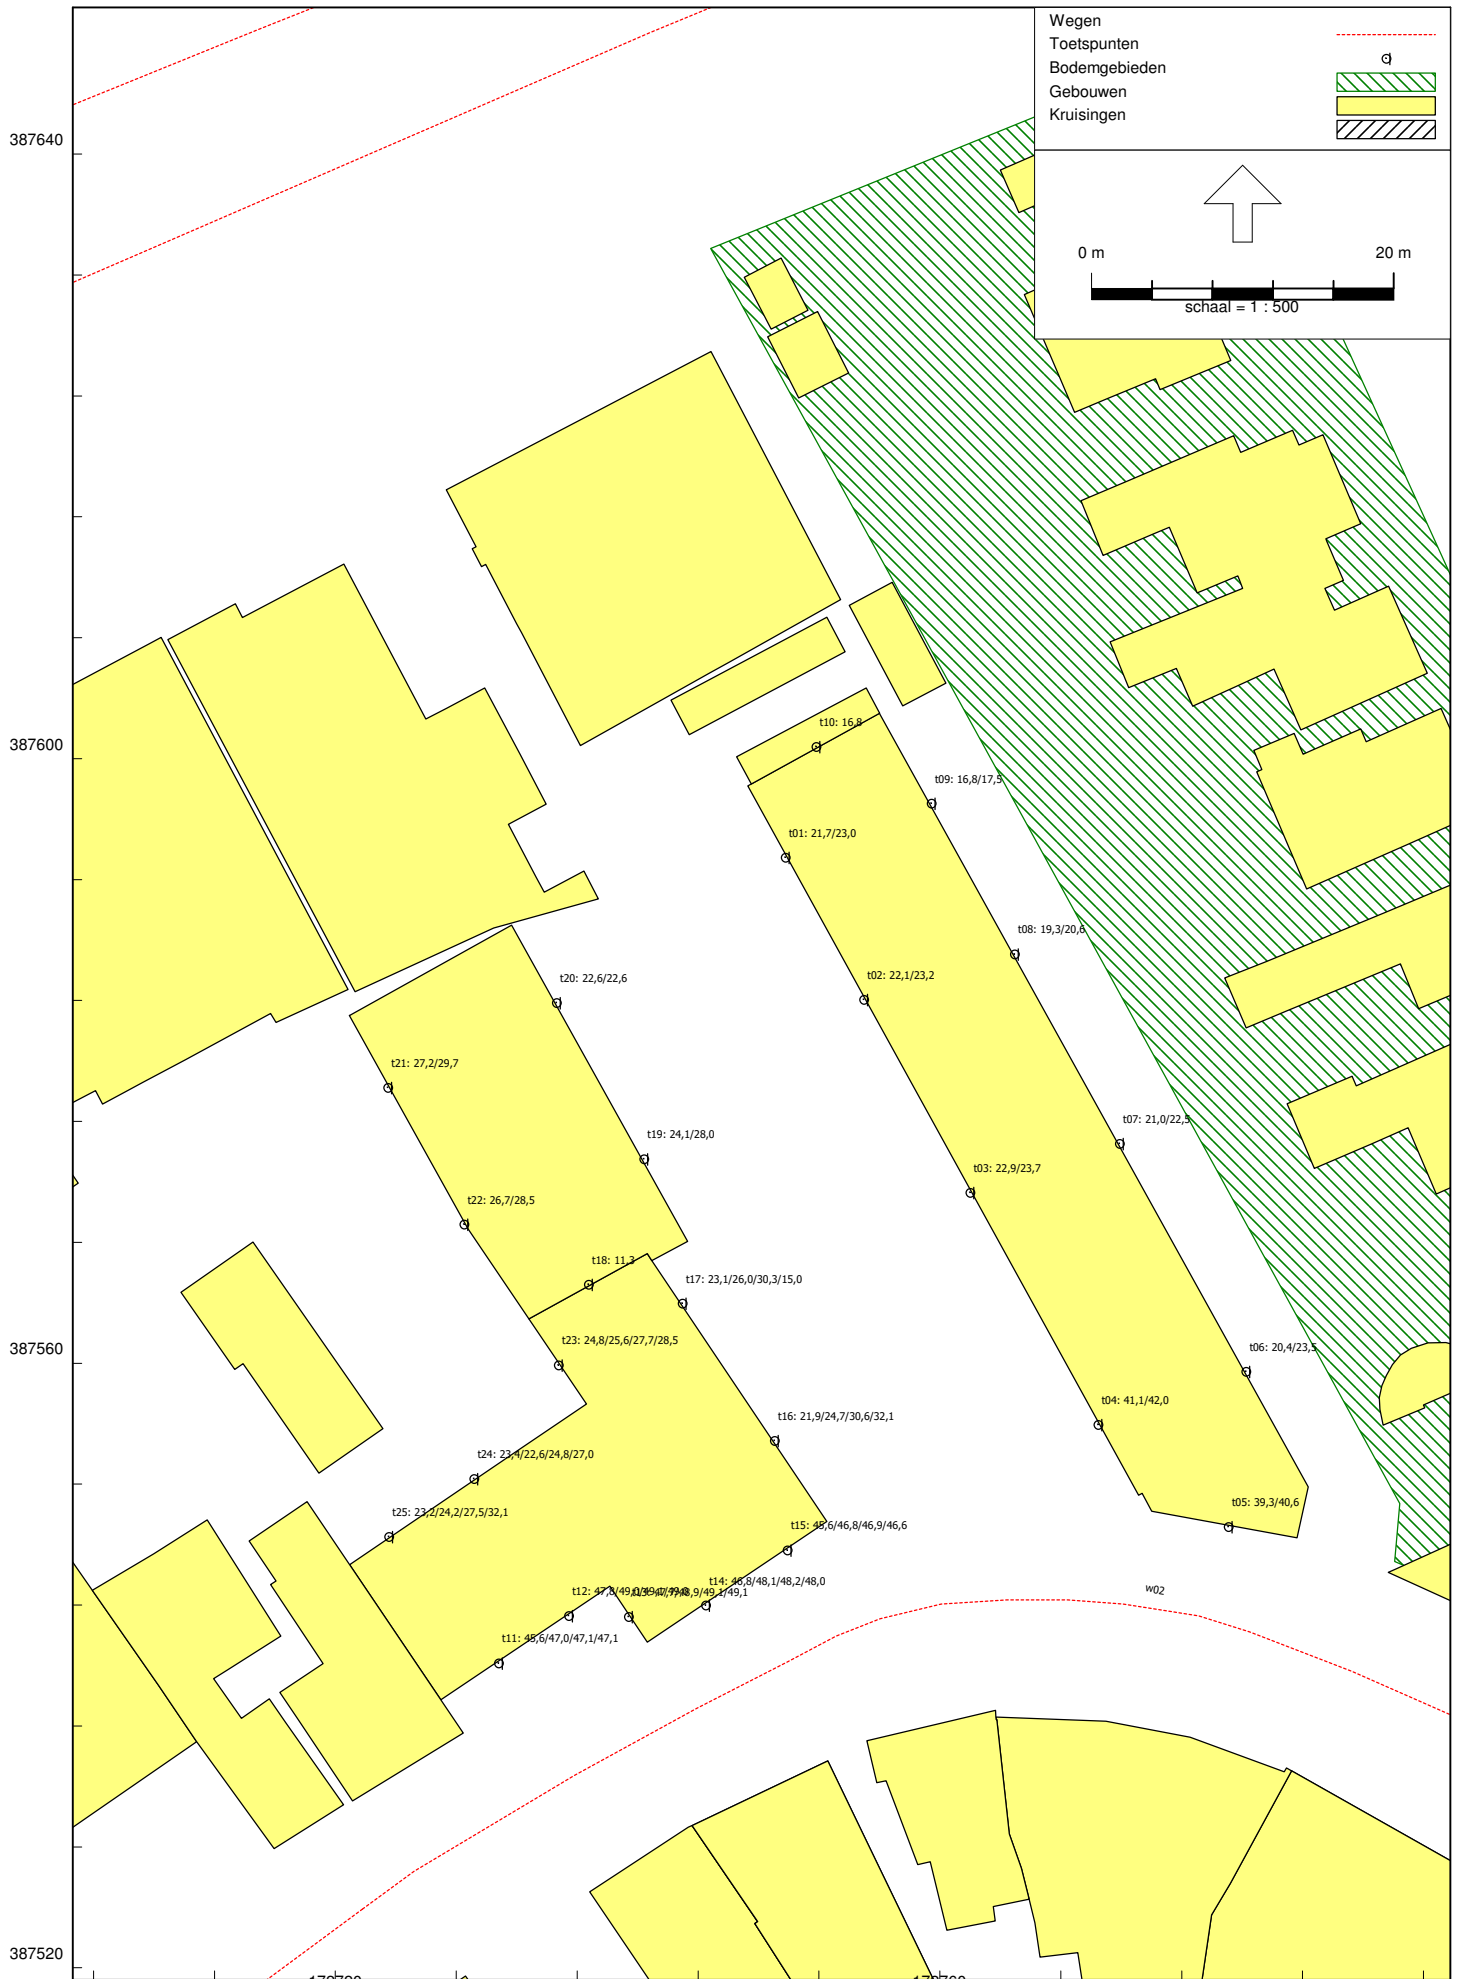 Wegen
Toetspunten
Bodemgebieden
Gebouwen
Kruisingen
0 m
20 m
schaal = 1 : 500
387640
387600
387560
387520
t10: 16,8
t09: 16,8/17,5
t01: 21,7/23,0
t08: 19,3/20,6
t20: 22,6/22,6
t02: 22,1/23,2
t21: 27,2/29,7
t07: 21,0/22,5
t19: 24,1/28,0
t03: 22,9/23,7
t22: 26,7/28,5
t18: 11,3
t17: 23,1/26,0/30,3/15,0
t23: 24,8/25,6/27,7/28,5
t06: 20,4/23,5
t04: 41,1/42,0
t16: 21,9/24,7/30,6/32,1
t24: 23,4/22,6/24,8/27,0
t05: 39,3/40,6
t25: 23,2/24,2/27,5/32,1
t15: 45,6/46,8/46,9/46,6
t14: 46,8/48,1/48,2/48,0
t12: 47,8/49,0
w02
t11: 45,6/47,0/47,1/47,1